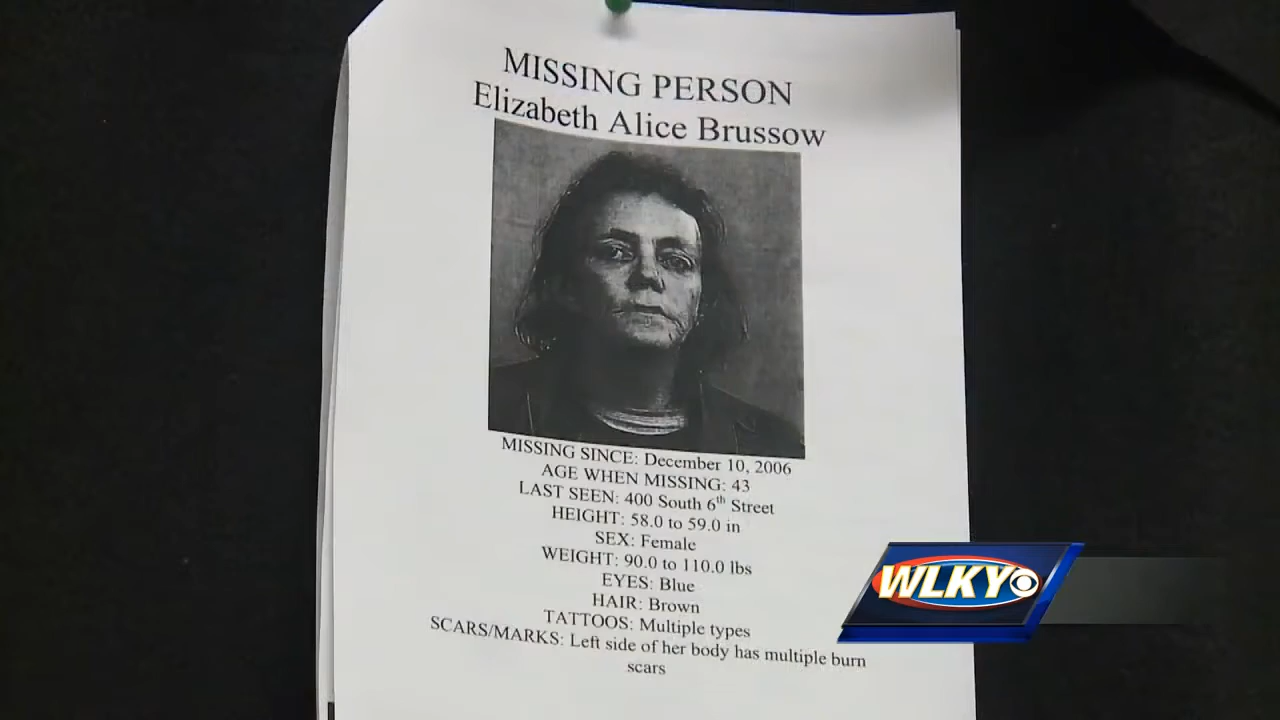 MISSING PERSON
Elizabeth Alice Brussow
MISSING SINCE: December 10, 2006
AGE WHEN MISSING: 43
LAST SEEN: 400 South 6th Street
HEIGHT: 58.0 to 59.0 in
SEX: Female
WEIGHT: 90.0 to 110.0 lbs
EYES: Blue
HAIR: Brown
TATTOOS: Multiple types
SCARS/MARKS: Left side of her body has multiple burn
scars
WLKY